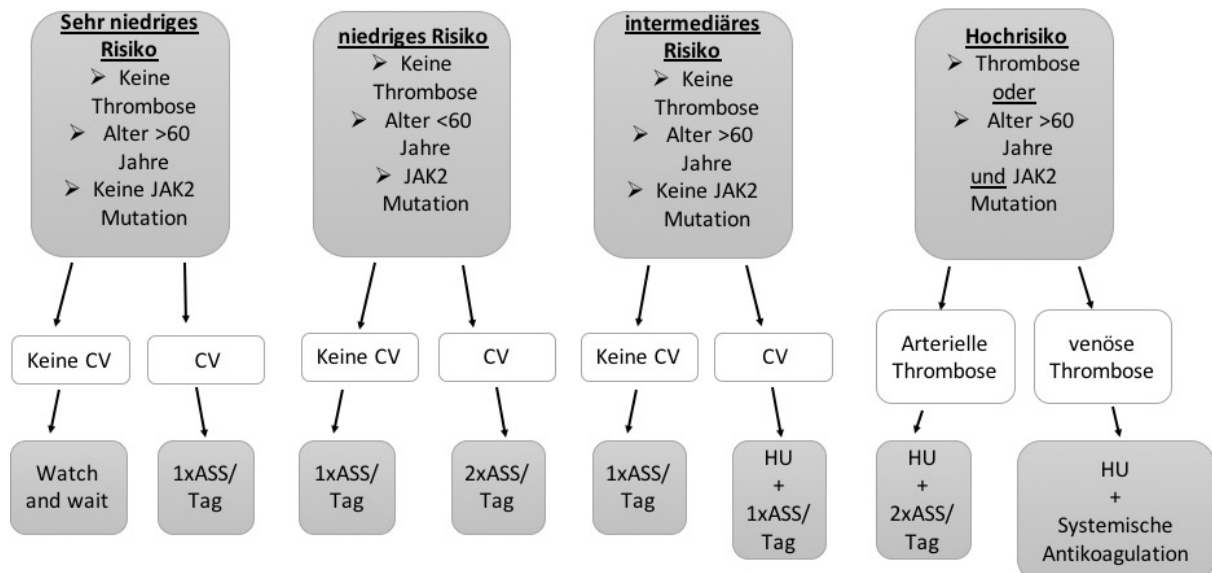 Sehr niedriges
Risiko
➢ Keine
Thrombose
➢ Alter >60
Jahre
➢ Keine JAK2
Mutation
niedriges Risiko
➢ Keine
Thrombose
➢ Alter <60
Jahre
➢ JAK2
Mutation
intermediäres
Risiko
➢ Keine
Thrombose
➢ Alter >60
Jahre
➢ Keine JAK2
Mutation
Hochrisiko
➢ Thrombose
oder
➢ Alter >60
Jahre
und JAK2
Mutation
Keine CV
CV
Keine CV
CV
Keine CV
CV
Arterielle
Thrombose
venöse
Thrombose
Watch
and wait
1xASS/
Tag
1xASS/
Tag
2xASS/
Tag
1xASS/
Tag
HU
+
1xASS/
Tag
HU
+
2xASS/
Tag
HU
+
Systemische
Antikoagulation